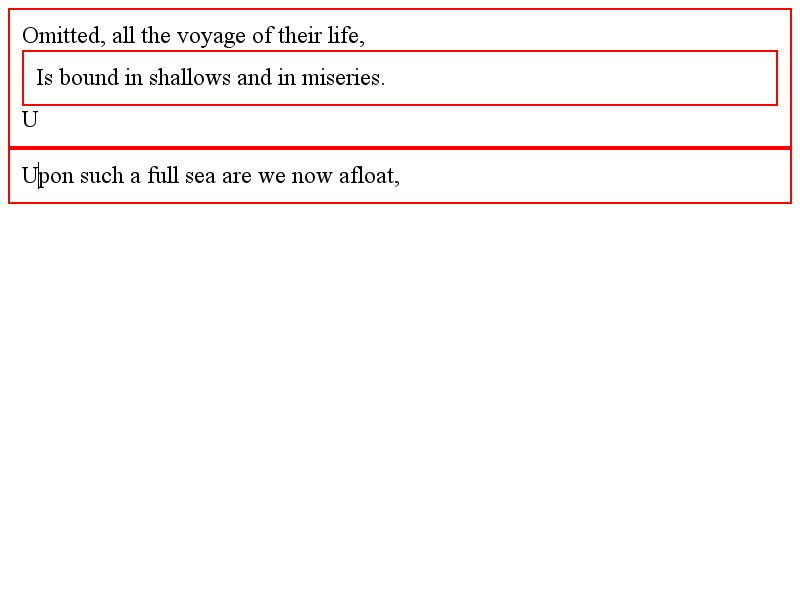 Omitted, all the voyage of their life,
Is bound in shallows and in miseries.
U
Upon such a full sea are we now afloat,